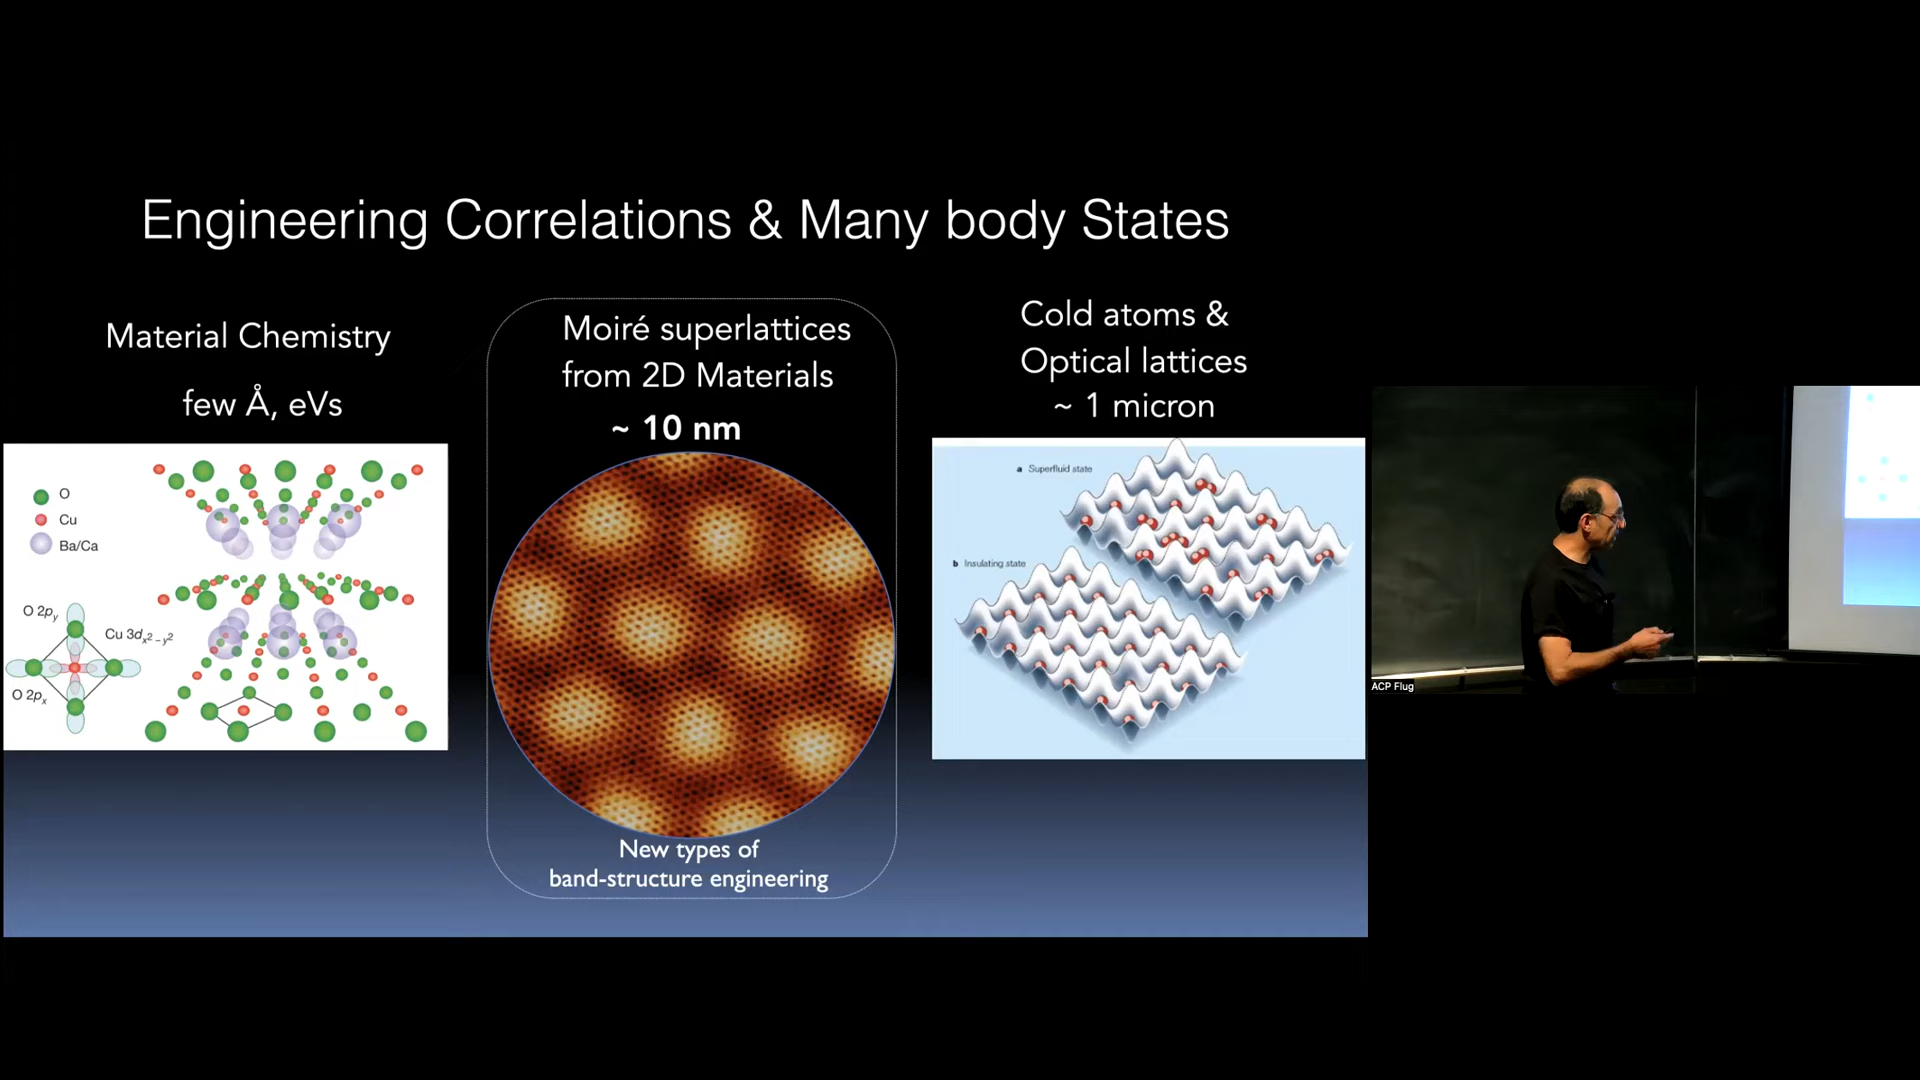 Engineering Correlations & Many body States
Material Chemistry
few Å, eVs
O
Cu
Ba/Ca
O 2py
Cu 3dx²−y²
O 2px
Moiré superlattices
from 2D Materials
~ 10 nm
New types of
band-structure engineering
Cold atoms &
Optical lattices
~ 1 micron
a Superfluid state
b Insulating state
ACP Flug